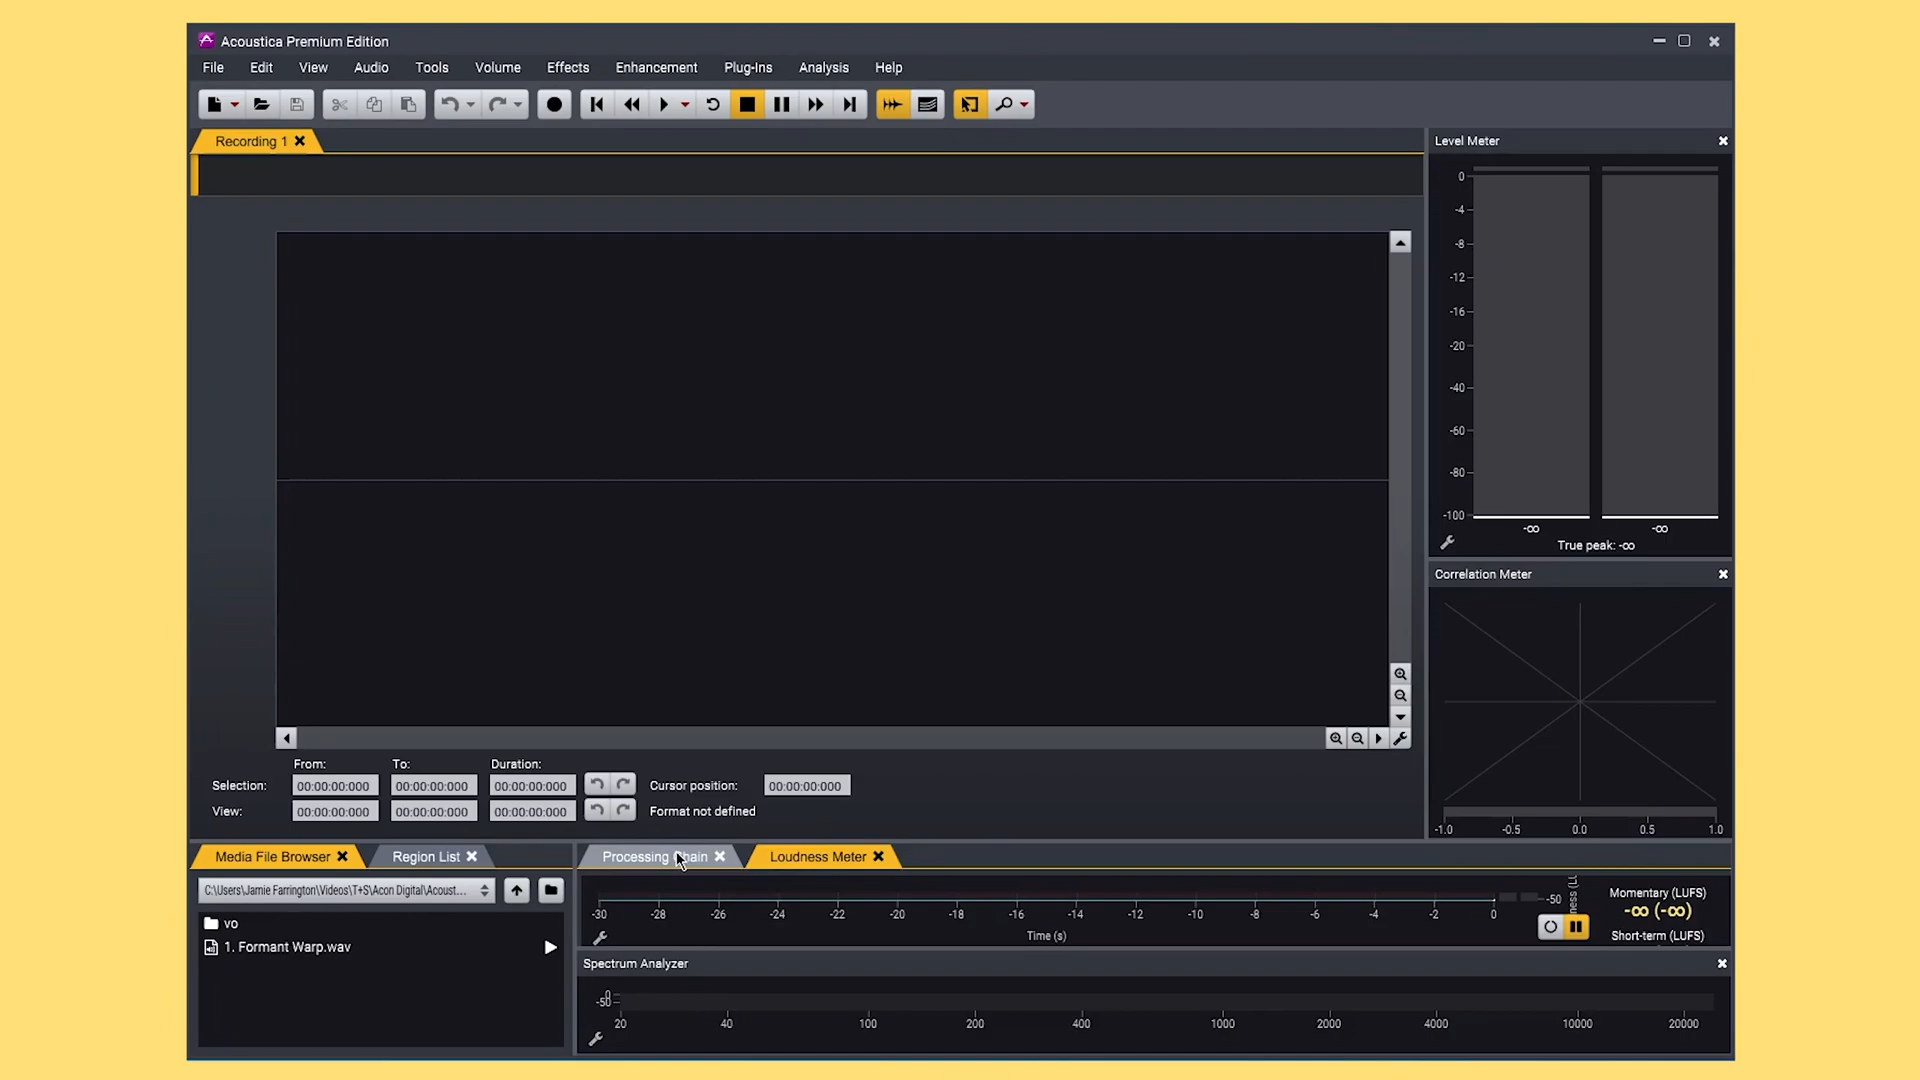 Acoustica Premium Edition
File Edit View Audio Tools Volume Effects Enhancement Plug-Ins Analysis Help
Recording 1
Level Meter
0
-4
-8
-12
-16
-20
-40
-60
-80
-100
-∞ -∞
True peak: -∞
Correlation Meter
-1.0 -0.5 0.0 0.5 1.0
From: To: Duration:
Selection: 00:00:00:000 00:00:00:000 00:00:00:000 Cursor position: 00:00:00:000
View: 00:00:00:000 00:00:00:000 00:00:00:000 Format not defined
Media File Browser Region List Processing Chain Loudness Meter
C:\Users\Jamie Farrington\Videos\T+S\Acon Digital\Acoust...
vo
1. Formant Warp.wav
-50
-30 -28 -26 -24 -22 -20 -18 -16 -14 -12 -10 -8 -6 -4 -2 0
Time (s)
Momentary (LUFS)
-∞ (-∞)
Short-term (LUFS)
Spectrum Analyzer
0
-50
20 40 100 200 400 1000 2000 4000 10000 20000